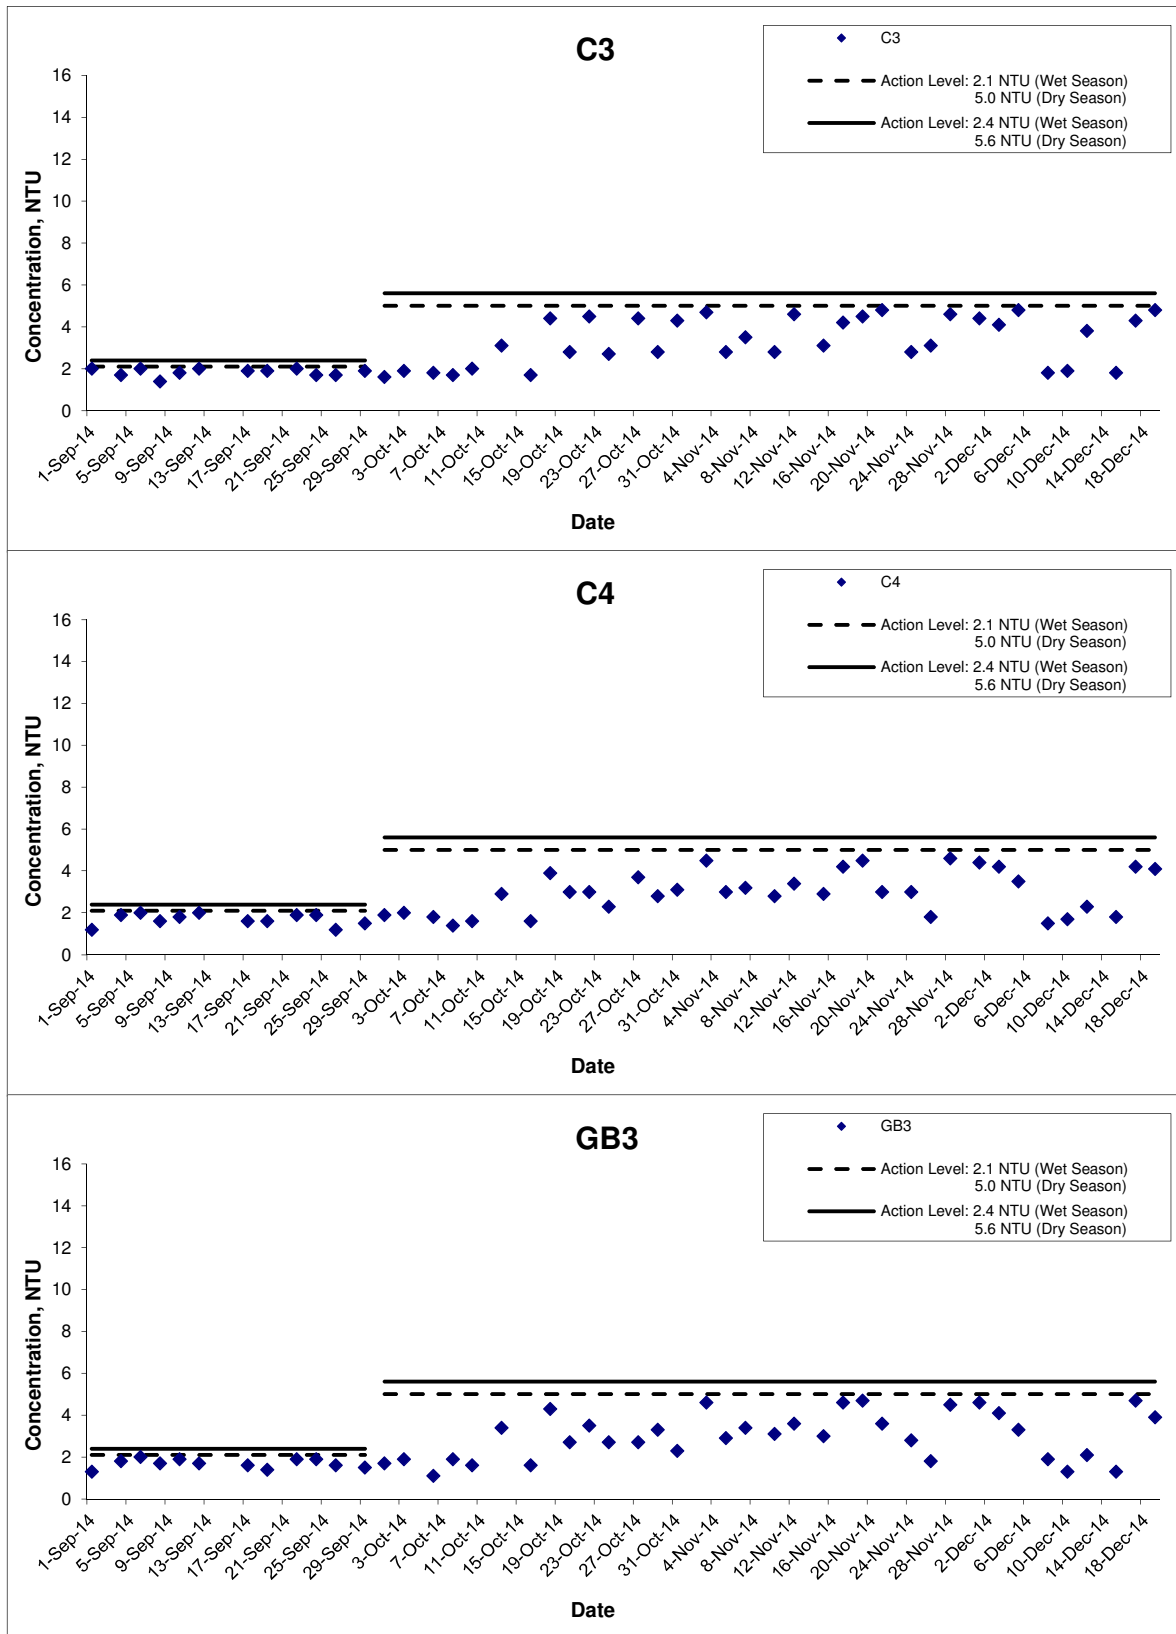 C3
C3
Action Level: 2.1 NTU (Wet Season)
5.0 NTU (Dry Season)
Action Level: 2.4 NTU (Wet Season)
5.6 NTU (Dry Season)
Concentration, NTU
16
14
12
10
8
6
4
2
0
1-Sep-14
5-Sep-14
9-Sep-14
13-Sep-14
17-Sep-14
21-Sep-14
25-Sep-14
29-Sep-14
3-Oct-14
7-Oct-14
11-Oct-14
15-Oct-14
19-Oct-14
23-Oct-14
27-Oct-14
31-Oct-14
4-Nov-14
8-Nov-14
12-Nov-14
16-Nov-14
20-Nov-14
24-Nov-14
28-Nov-14
2-Dec-14
6-Dec-14
10-Dec-14
14-Dec-14
18-Dec-14
Date
C4
C4
Action Level: 2.1 NTU (Wet Season)
5.0 NTU (Dry Season)
Action Level: 2.4 NTU (Wet Season)
5.6 NTU (Dry Season)
Concentration, NTU
16
14
12
10
8
6
4
2
0
1-Sep-14
5-Sep-14
9-Sep-14
13-Sep-14
17-Sep-14
21-Sep-14
25-Sep-14
29-Sep-14
3-Oct-14
7-Oct-14
11-Oct-14
15-Oct-14
19-Oct-14
23-Oct-14
27-Oct-14
31-Oct-14
4-Nov-14
8-Nov-14
12-Nov-14
16-Nov-14
20-Nov-14
24-Nov-14
28-Nov-14
2-Dec-14
6-Dec-14
10-Dec-14
14-Dec-14
18-Dec-14
Date
GB3
GB3
Action Level: 2.1 NTU (Wet Season)
5.0 NTU (Dry Season)
Action Level: 2.4 NTU (Wet Season)
5.6 NTU (Dry Season)
Concentration, NTU
16
14
12
10
8
6
4
2
0
1-Sep-14
5-Sep-14
9-Sep-14
13-Sep-14
17-Sep-14
21-Sep-14
25-Sep-14
29-Sep-14
3-Oct-14
7-Oct-14
11-Oct-14
15-Oct-14
19-Oct-14
23-Oct-14
27-Oct-14
31-Oct-14
4-Nov-14
8-Nov-14
12-Nov-14
16-Nov-14
20-Nov-14
24-Nov-14
28-Nov-14
2-Dec-14
6-Dec-14
10-Dec-14
14-Dec-14
18-Dec-14
Date